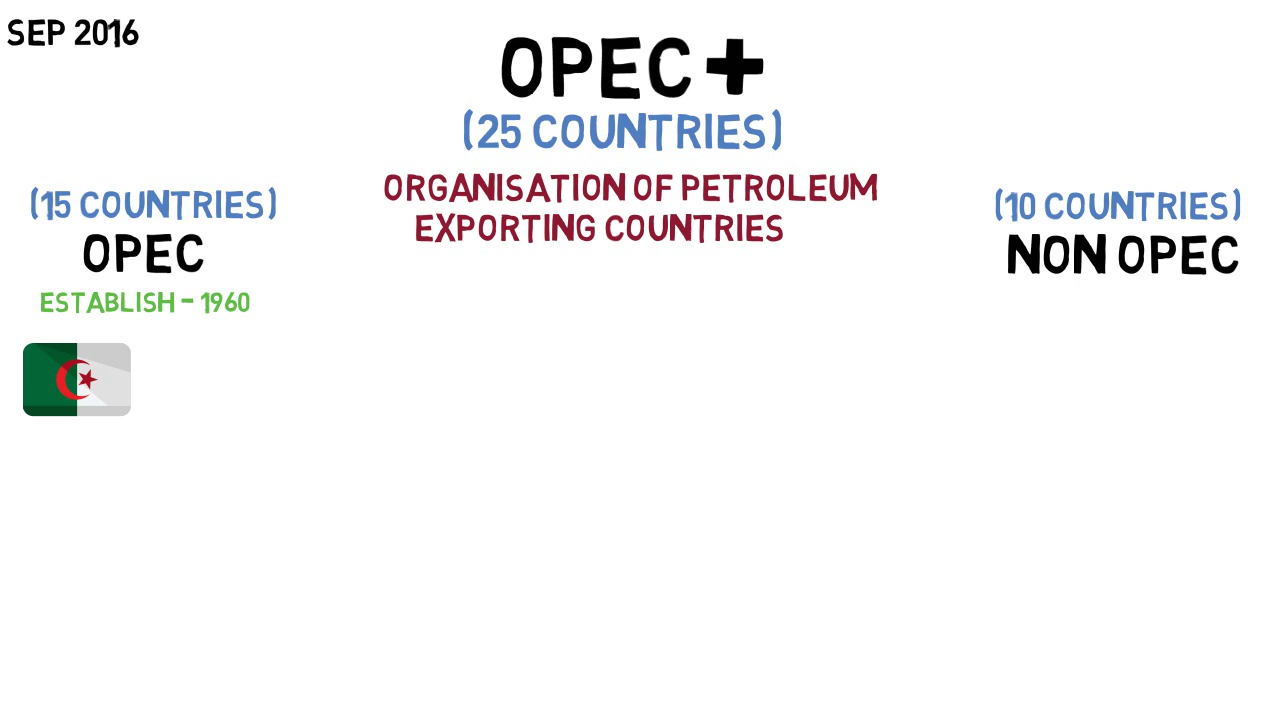 SEP 2016
OPEC+
(25 COUNTRIES)
ORGANISATION OF PETROLEUM
EXPORTING COUNTRIES
(15 COUNTRIES)
OPEC
ESTABLISH - 1960
(10 COUNTRIES)
NON OPEC